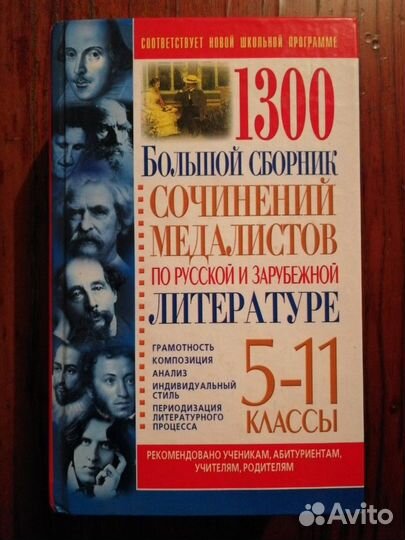 СООТВЕТСТВУЕТ НОВОЙ ШКОЛЬНОЙ ПРОГРАММЕ
1300
БОЛЬШОЙ СБОРНИК
СОЧИНЕНИЙ
МЕДАЛИСТОВ
ПО РУССКОЙ И ЗАРУБЕЖНОЙ
ЛИТЕРАТУРЕ
ГРАМОТНОСТЬ
КОМПОЗИЦИЯ
АНАЛИЗ
ИНДИВИДУАЛЬНЫЙ
СТИЛЬ
ПЕРИОДИЗАЦИЯ
ЛИТЕРАТУРНОГО
ПРОЦЕССА
5-11
КЛАССЫ
РЕКОМЕНДОВАНО УЧЕНИКАМ, АБИТУРИЕНТАМ,
УЧИТЕЛЯМ, РОДИТЕЛЯМ
Avito